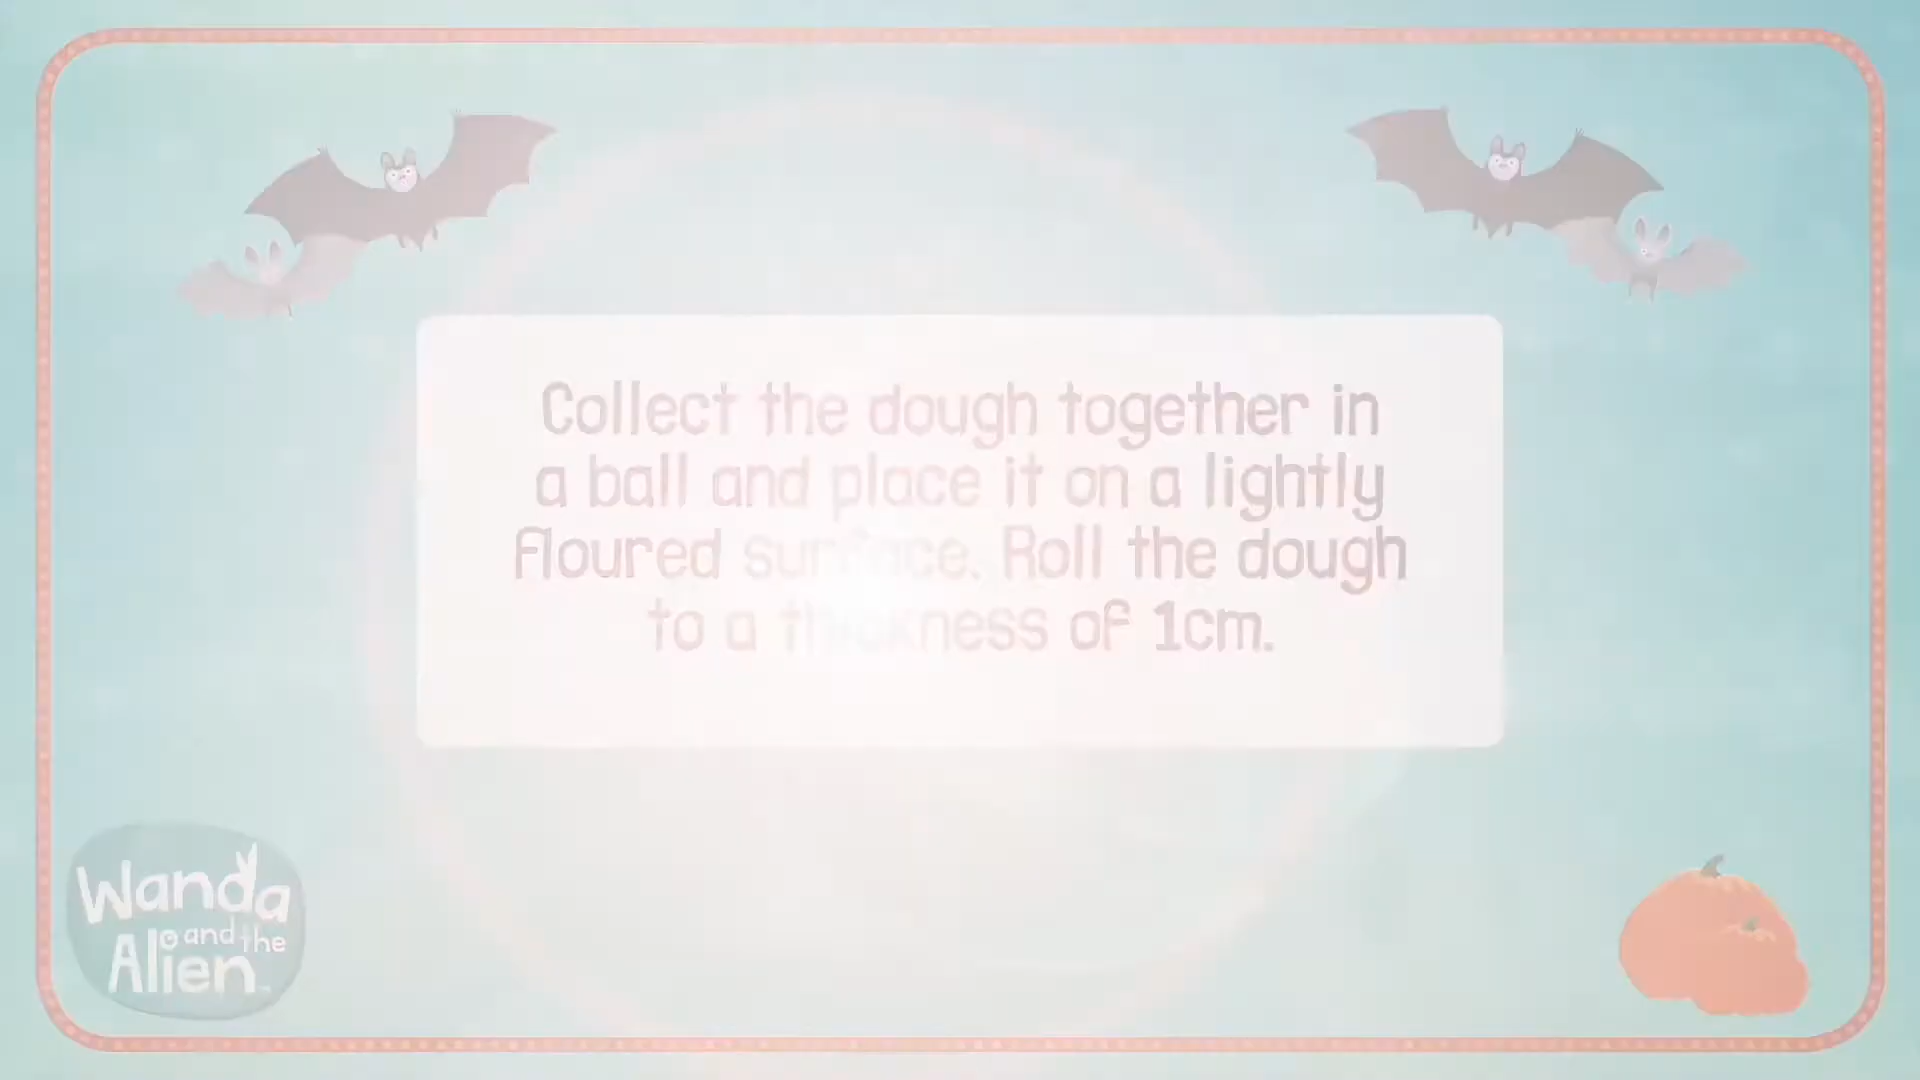 Collect the dough together in
a ball and place it on a lightly
floured surface. Roll the dough
to a thickness of 1cm.
Wanda
and the
Alien